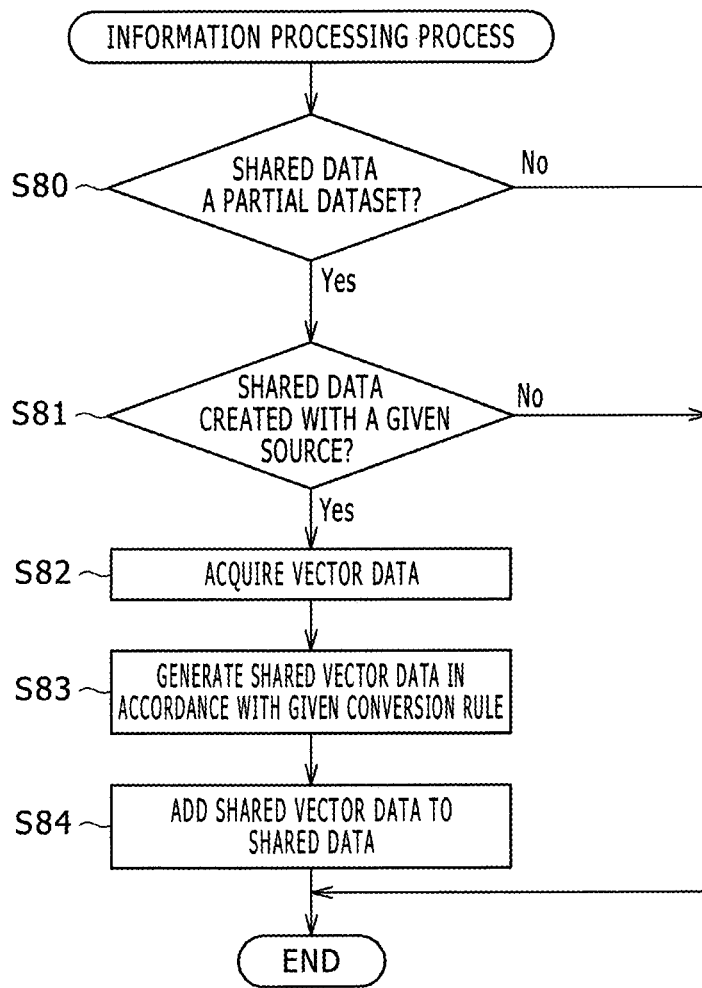 INFORMATION PROCESSING PROCESS
S80
SHARED DATA
A PARTIAL DATASET?
No
Yes
S81
SHARED DATA
CREATED WITH A GIVEN
SOURCE?
No
Yes
S82
ACQUIRE VECTOR DATA
S83
GENERATE SHARED VECTOR DATA IN
ACCORDANCE WITH GIVEN CONVERSION RULE
S84
ADD SHARED VECTOR DATA TO
SHARED DATA
END